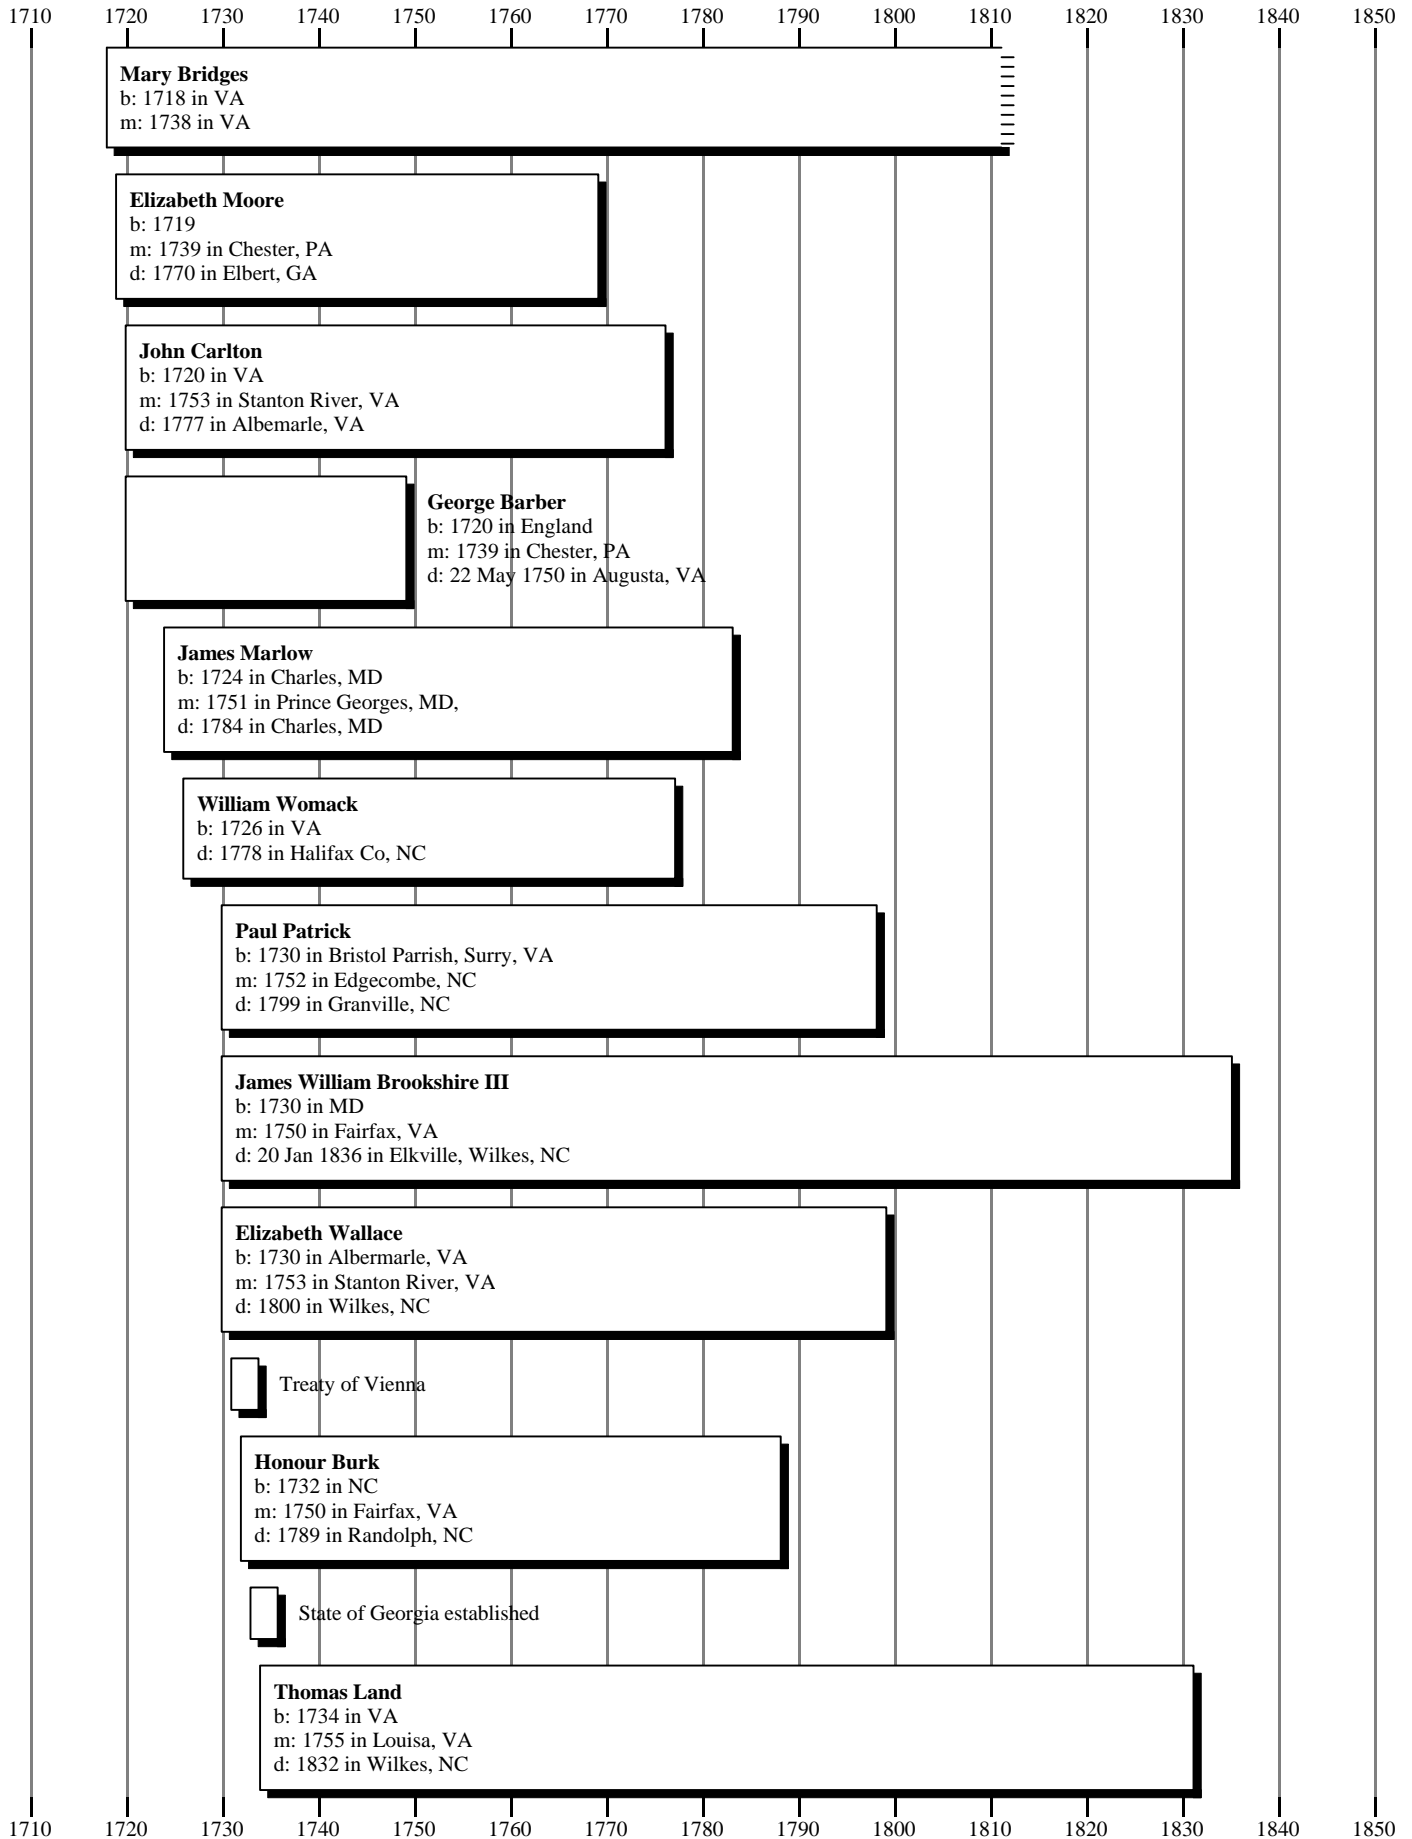 1710 1720 1730 1740 1750 1760 1770 1780 1790 1800 1810 1820 1830 1840 1850
Mary Bridges
b: 1718 in VA
m: 1738 in VA
Elizabeth Moore
b: 1719
m: 1739 in Chester, PA
d: 1770 in Elbert, GA
John Carlton
b: 1720 in VA
m: 1753 in Stanton River, VA
d: 1777 in Albemarle, VA
George Barber
b: 1720 in England
m: 1739 in Chester, PA
d: 22 May 1750 in Augusta, VA
James Marlow
b: 1724 in Charles, MD
m: 1751 in Prince Georges, MD,
d: 1784 in Charles, MD
William Womack
b: 1726 in VA
d: 1778 in Halifax Co, NC
Paul Patrick
b: 1730 in Bristol Parrish, Surry, VA
m: 1752 in Edgecombe, NC
d: 1799 in Granville, NC
James William Brookshire III
b: 1730 in MD
m: 1750 in Fairfax, VA
d: 20 Jan 1836 in Elkville, Wilkes, NC
Elizabeth Wallace
b: 1730 in Albermarle, VA
m: 1753 in Stanton River, VA
d: 1800 in Wilkes, NC
Treaty of Vienna
Honour Burk
b: 1732 in NC
m: 1750 in Fairfax, VA
d: 1789 in Randolph, NC
State of Georgia established
Thomas Land
b: 1734 in VA
m: 1755 in Louisa, VA
d: 1832 in Wilkes, NC
1710 1720 1730 1740 1750 1760 1770 1780 1790 1800 1810 1820 1830 1840 1850